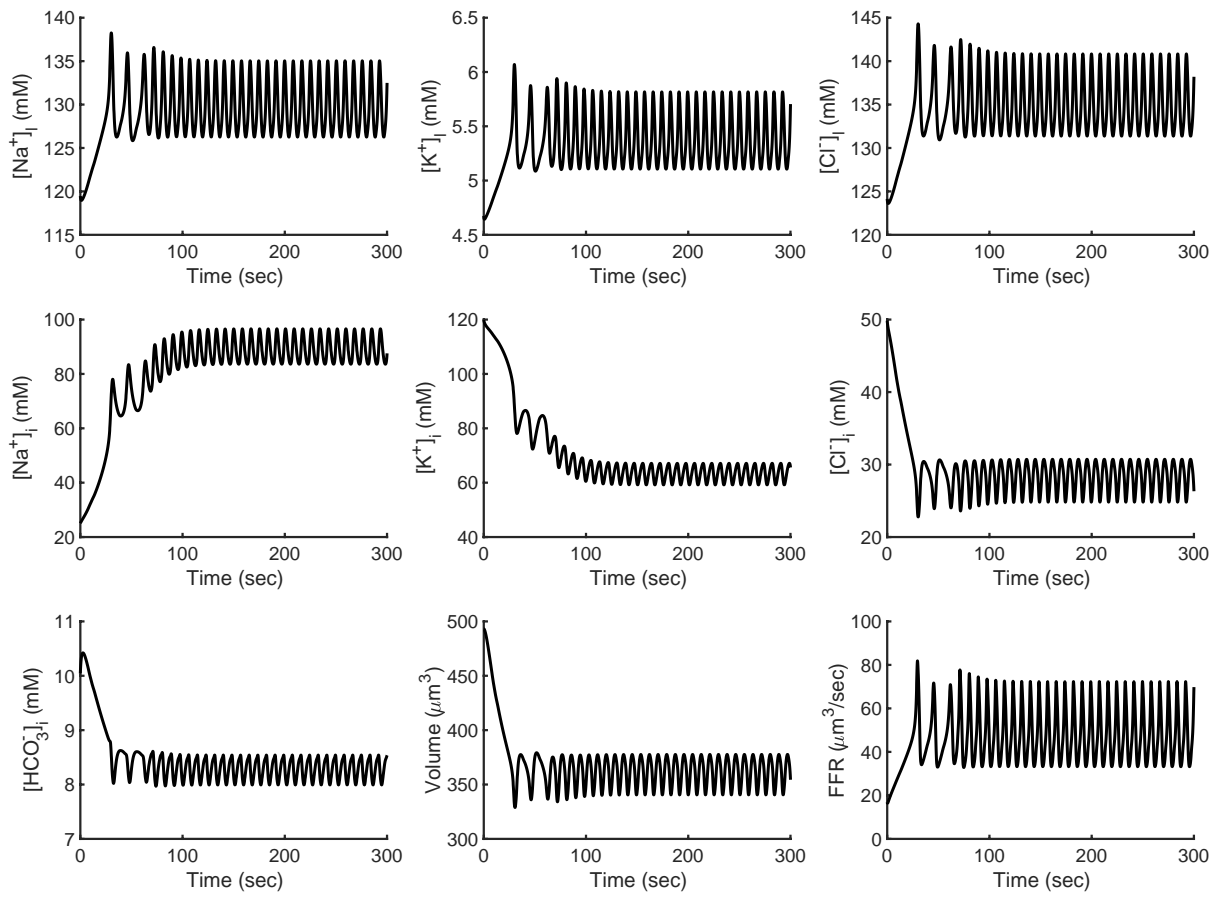 140
135
130
125
120
115
[Na⁺]ₗ (mM)
0 100 200 300
Time (sec)
6.5
6
5.5
5
4.5
[K⁺]ₗ (mM)
0 100 200 300
Time (sec)
145
140
135
130
125
120
[Cl⁻]ₗ (mM)
0 100 200 300
Time (sec)
100
80
60
40
20
[Na⁺]ᵢ (mM)
0 100 200 300
Time (sec)
120
100
80
60
40
[K⁺]ᵢ (mM)
0 100 200 300
Time (sec)
50
40
30
20
[Cl⁻]ᵢ (mM)
0 100 200 300
Time (sec)
11
10
9
8
7
[HCO₃⁻]ᵢ (mM)
0 100 200 300
Time (sec)
500
450
400
350
300
Volume (μm³)
0 100 200 300
Time (sec)
100
80
60
40
20
0
FFR (μm³/sec)
0 100 200 300
Time (sec)